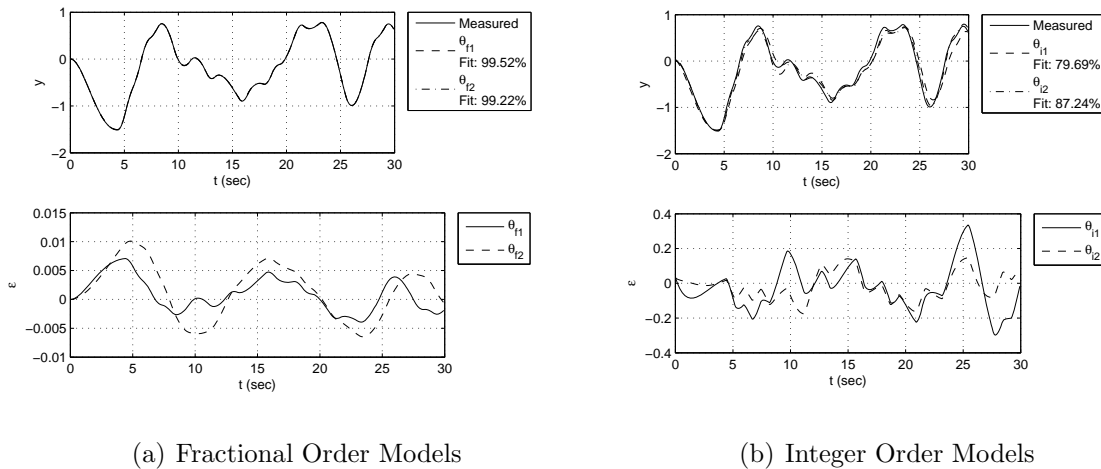 1
0
−1
−2
y
0 5 10 15 20 25 30
t (sec)
Measured
θf1
Fit: 99.52%
θf2
Fit: 99.22%
0.015
0.01
0.005
0
−0.005
−0.01
ε
0 5 10 15 20 25 30
t (sec)
θf1
θf2
(a) Fractional Order Models
1
0
−1
−2
y
0 5 10 15 20 25 30
t (sec)
Measured
θi1
Fit: 79.69%
θi2
Fit: 87.24%
0.4
0.2
0
−0.2
−0.4
ε
0 5 10 15 20 25 30
t (sec)
θi1
θi2
(b) Integer Order Models